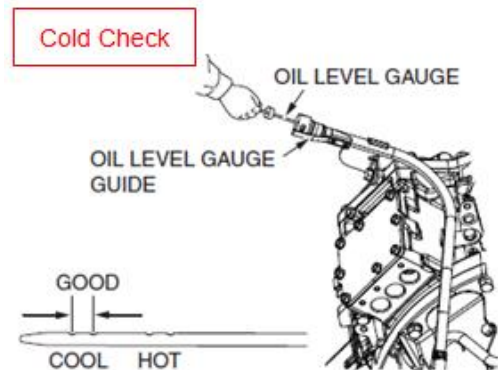 Cold Check
OIL LEVEL GAUGE
OIL LEVEL GAUGE
GUIDE
GOOD
COOL HOT